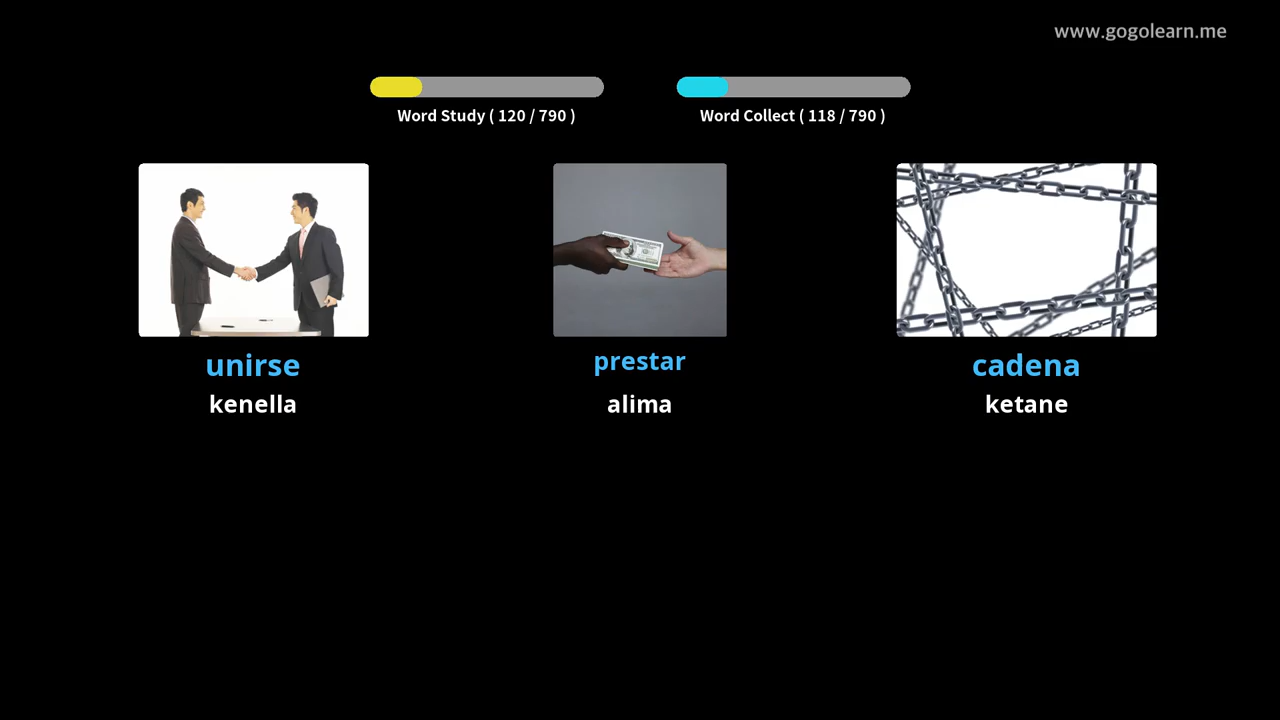 www.gogolearn.me
Word Study ( 120 / 790 )
Word Collect ( 118 / 790 )
unirse
prestar
cadena
kenella
alima
ketane